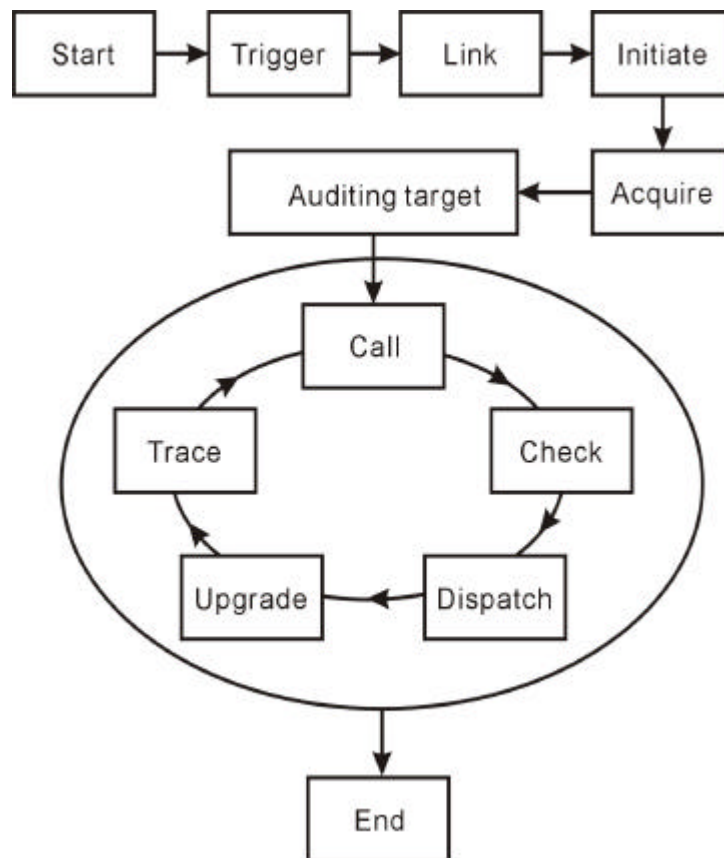 Start
Trigger
Link
Initiate
Acquire
Auditing target
Call
Check
Dispatch
Upgrade
Trace
End